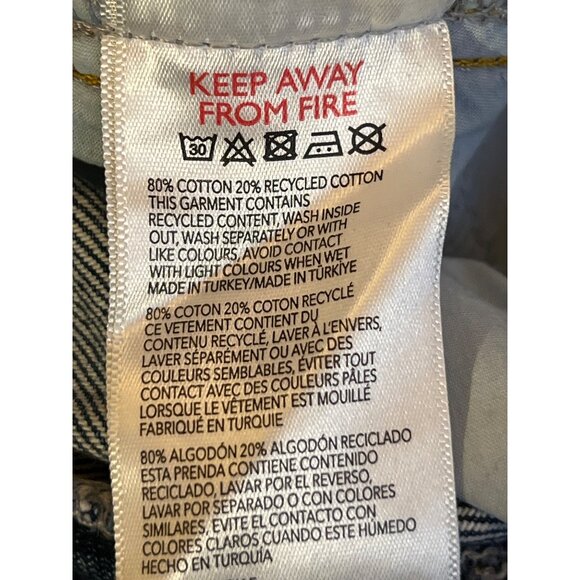 KEEP AWAY
FROM FIRE
30
80% COTTON 20% RECYCLED COTTON
THIS GARMENT CONTAINS
RECYCLED CONTENT, WASH INSIDE
OUT, WASH SEPARATELY OR WITH
LIKE COLOURS, AVOID CONTACT
WITH LIGHT COLOURS WHEN WET
MADE IN TURKEY/MADE IN TÜRKİYE
80% COTON 20% COTON RECYCLÉ
CE VETEMENT CONTIENT DU
CONTENU RECYCLÉ, LAVER À L'ENVERS,
LAVER SÉPARÉMENT OU AVEC DES
COULEURS SEMBLABLES, ÉVITER TOUT
CONTACT AVEC DES COULEURS PÂLES
LORSQUE LE VÊTEMENT EST MOUILLÉ
FABRIQUÉ EN TURQUIE
80% ALGODÓN 20% ALGODÓN RECICLADO
ESTA PRENDA CONTIENE CONTENIDO
RECICLADO, LAVAR POR EL REVERSO,
LAVAR POR SEPARADO O CON COLORES
SIMILARES, EVITE EL CONTACTO CON
COLORES CLAROS CUANDO ESTE HÚMEDO
HECHO EN TURQUÍA